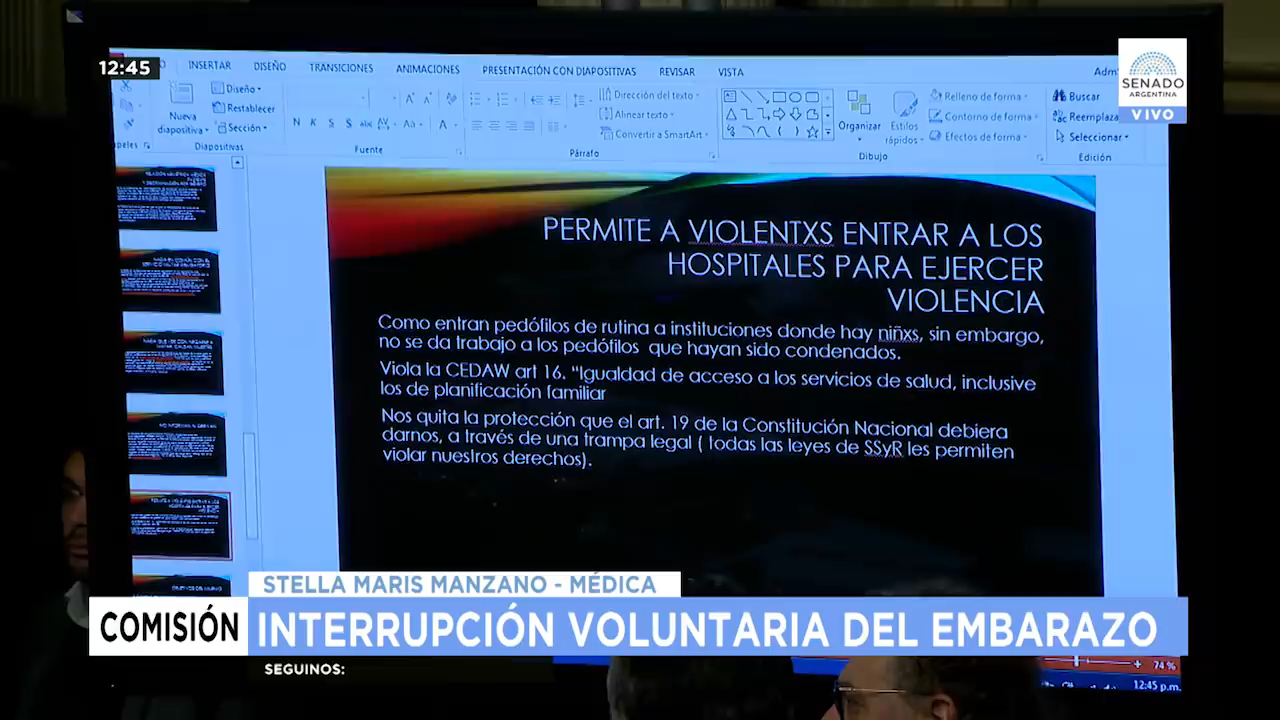 12:45
INSERTAR DISEÑO TRANSICIONES ANIMACIONES PRESENTACIÓN CON DIAPOSITIVAS REVISAR VISTA
SENADO
ARGENTINA
VIVO
Nueva
diapositiva
Diseño
Restablecer
Sección
Diapositivas
N K S S abc AV Aa A
Fuente
Dirección del texto
Alinear texto
Convertir a SmartArt
Párrafo
Organizar
Estilos
rápidos
Relleno de forma
Contorno de forma
Efectos de forma
Dibujo
Buscar
Reemplaza
Seleccionar
Edición
PERMITE A VIOLENTXS ENTRAR A LOS
HOSPITALES PARA EJERCER
VIOLENCIA
Como entran pedófilos de rutina a instituciones donde hay niñxs, sin embargo,
no se da trabajo a los pedófilos que hayan sido condenados.
Viola la CEDAW art 16. “Igualdad de acceso a los servicios de salud, inclusive
los de planificación familiar
Nos quita la protección que el art. 19 de la Constitución Nacional debiera
darnos, a través de una trampa legal ( todas las leyes de SSyR les permiten
violar nuestros derechos).
STELLA MARIS MANZANO - MÉDICA
COMISIÓN INTERRUPCIÓN VOLUNTARIA DEL EMBARAZO
SEGUINOS:
74 %
12:45 p.m.